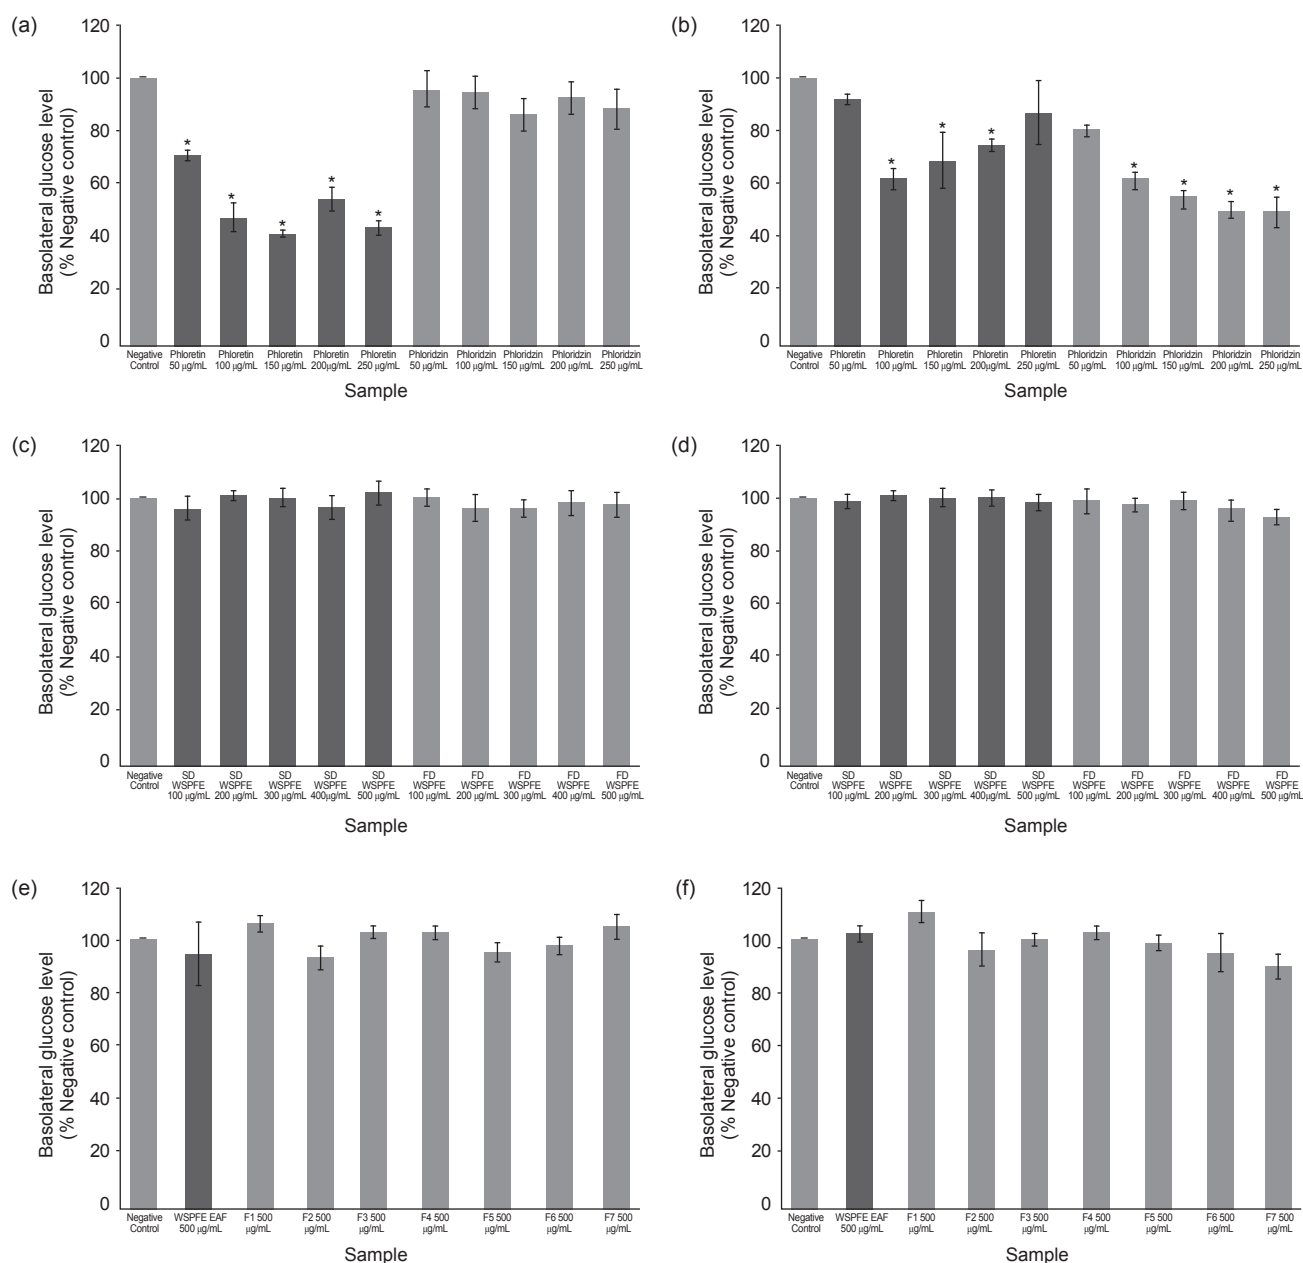 (a)
Basolateral glucose level
(% Negative control)
120
100
80
60
40
20
0
* * * * *
Negative Control
Phloretin 50 µg/mL
Phloretin 100 µg/mL
Phloretin 150 µg/mL
Phloretin 200µg/mL
Phloretin 250 µg/mL
Phloridzin 50 µg/mL
Phloridzin 100 µg/mL
Phloridzin 150 µg/mL
Phloridzin 200 µg/mL
Phloridzin 250 µg/mL
Sample
(b)
Basolateral glucose level
(% Negative control)
120
100
80
60
40
20
0
* * * * * * *
Negative Control
Phloretin 50 µg/mL
Phloretin 100 µg/mL
Phloretin 150 µg/mL
Phloretin 200µg/mL
Phloretin 250 µg/mL
Phloridzin 50 µg/mL
Phloridzin 100 µg/mL
Phloridzin 150 µg/mL
Phloridzin 200 µg/mL
Phloridzin 250 µg/mL
Sample
(c)
Basolateral glucose level
(% Negative control)
120
100
80
60
40
20
0
Negative Control
SD WSPFE 100 µg/mL
SD WSPFE 200 µg/mL
SD WSPFE 300 µg/mL
SD WSPFE 400µg/mL
SD WSPFE 500 µg/mL
FD WSPFE 100 µg/mL
FD WSPFE 200 µg/mL
FD WSPFE 300 µg/mL
FD WSPFE 400 µg/mL
FD WSPFE 500 µg/mL
Sample
(d)
Basolateral glucose level
(% Negative control)
120
100
80
60
40
20
0
Negative Control
SD WSPFE 100 µg/mL
SD WSPFE 200 µg/mL
SD WSPFE 300 µg/mL
SD WSPFE 400µg/mL
SD WSPFE 500 µg/mL
FD WSPFE 100 µg/mL
FD WSPFE 200 µg/mL
FD WSPFE 300 µg/mL
FD WSPFE 400 µg/mL
FD WSPFE 500 µg/mL
Sample
(e)
Basolateral glucose level
(% Negative control)
120
100
80
60
40
20
0
Negative Control
WSPFE EAF 500 µg/mL
F1 500 µg/mL
F2 500 µg/mL
F3 500 µg/mL
F4 500 µg/mL
F5 500 µg/mL
F6 500 µg/mL
F7 500 µg/mL
Sample
(f)
Basolateral glucose level
(% Negative control)
120
100
80
60
40
20
0
Negative Control
WSPFE EAF 500 µg/mL
F1 500 µg/mL
F2 500 µg/mL
F3 500 µg/mL
F4 500 µg/mL
F5 500 µg/mL
F6 500 µg/mL
F7 500 µg/mL
Sample